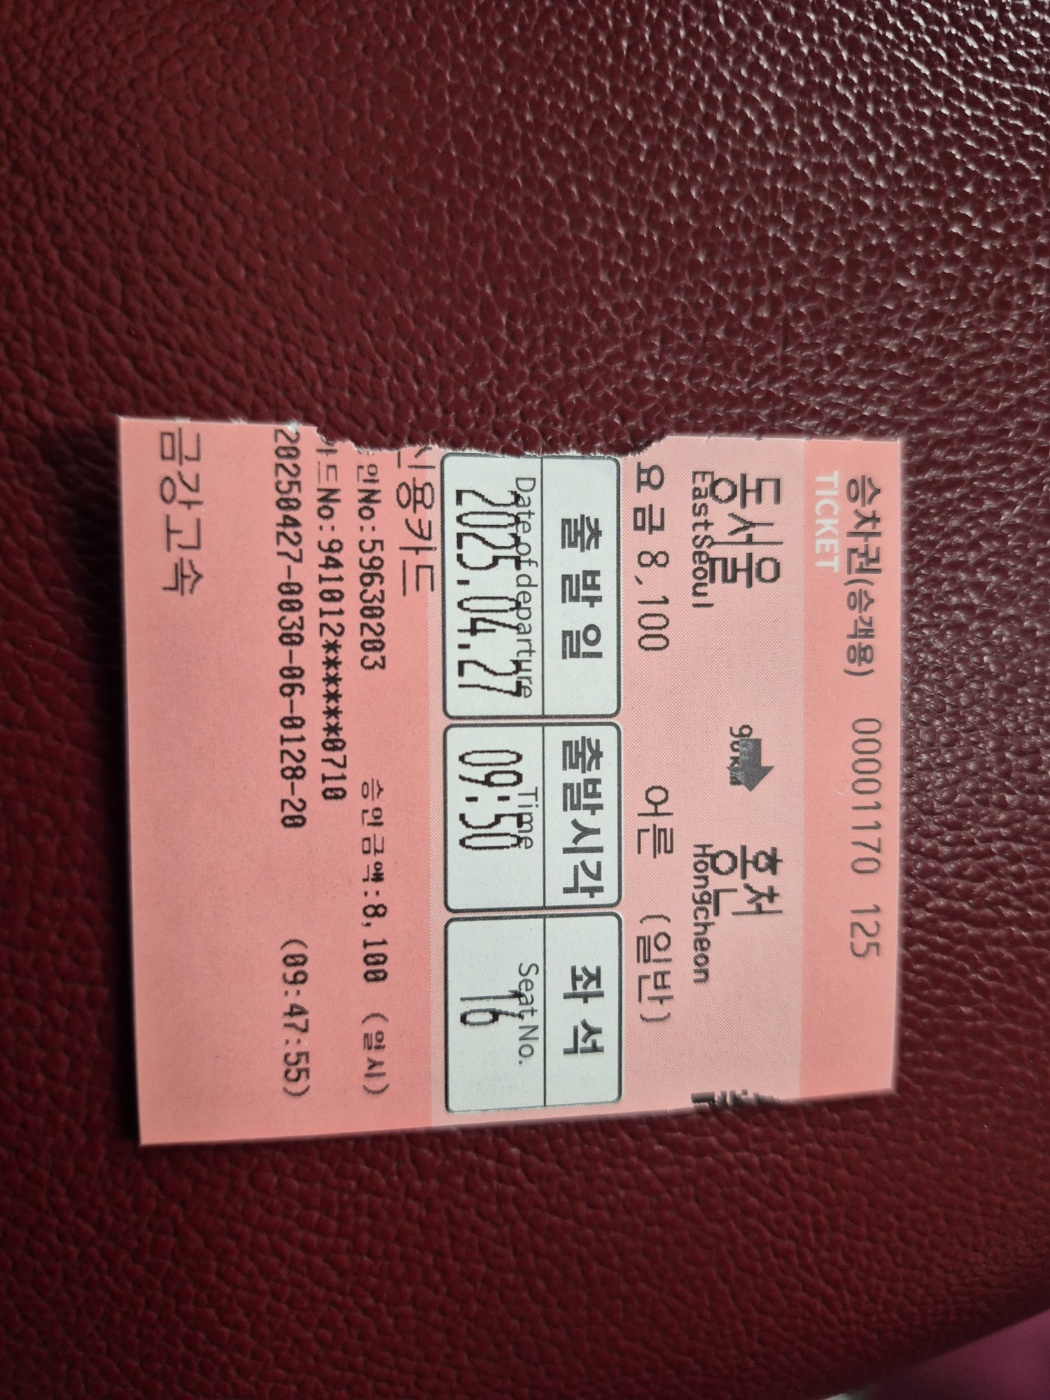 승차권(승객용) 00001170 125
TICKET
동서울 홍천
EastSeoul Hongcheon
요금 8,100 어른 (일반)
출발일 출발시각 좌석
Date of departure Time Seat No.
2025.04.27 09:50 16
신용카드
인No:59630203 승인금액:8,100 (일시)
드No:941012******0710
20250427-0030-06-0128-20 (09:47:55)
금강고속